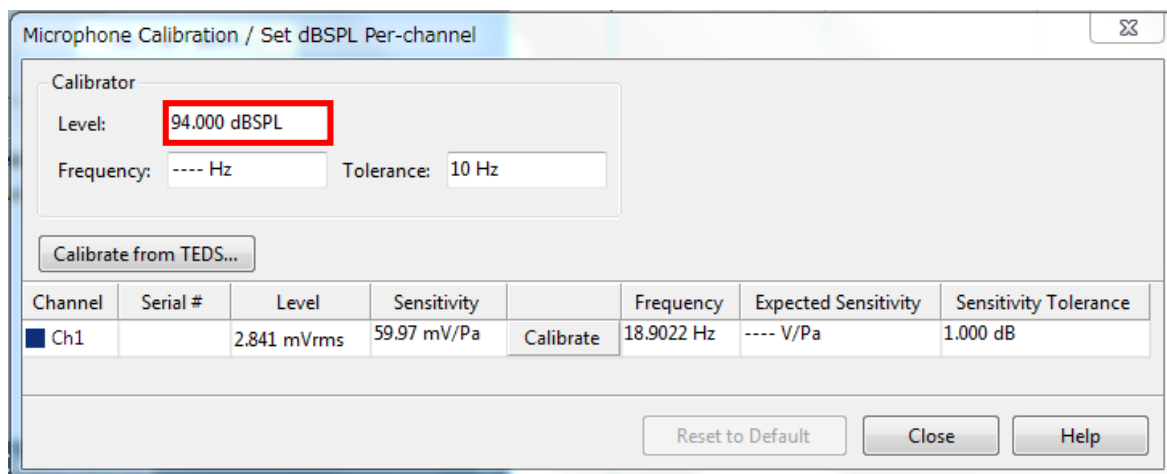 Microphone Calibration / Set dBSPL Per-channel
Calibrator
Level: 94.000 dBSPL
Frequency: ---- Hz Tolerance: 10 Hz
Calibrate from TEDS...
Channel Serial # Level Sensitivity Frequency Expected Sensitivity Sensitivity Tolerance
Ch1 2.841 mVrms 59.97 mV/Pa Calibrate 18.9022 Hz ---- V/Pa 1.000 dB
Reset to Default Close Help